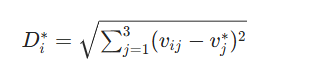 $D_i^* = \sqrt{\sum_{j=1}^{3} (v_{ij} - v_j^*)^2}$